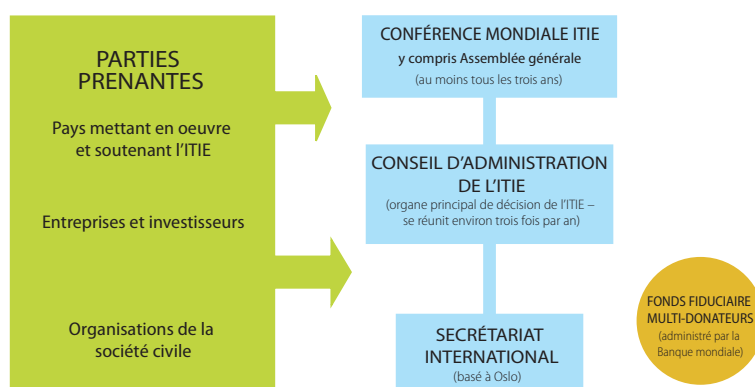 PARTIES
PRENANTES
Pays mettant en oeuvre
et soutenant l'ITIE
Entreprises et investisseurs
Organisations de la
société civile
CONFÉRENCE MONDIALE ITIE
y compris Assemblée générale
(au moins tous les trois ans)
CONSEIL D'ADMINISTRATION
DE L'ITIE
(organe principal de décision de l'ITIE –
se réunit environ trois fois par an)
SECRÉTARIAT
INTERNATIONAL
(basé à Oslo)
FONDS FIDUCIAIRE
MULTI-DONATEURS
(administré par la
Banque mondiale)